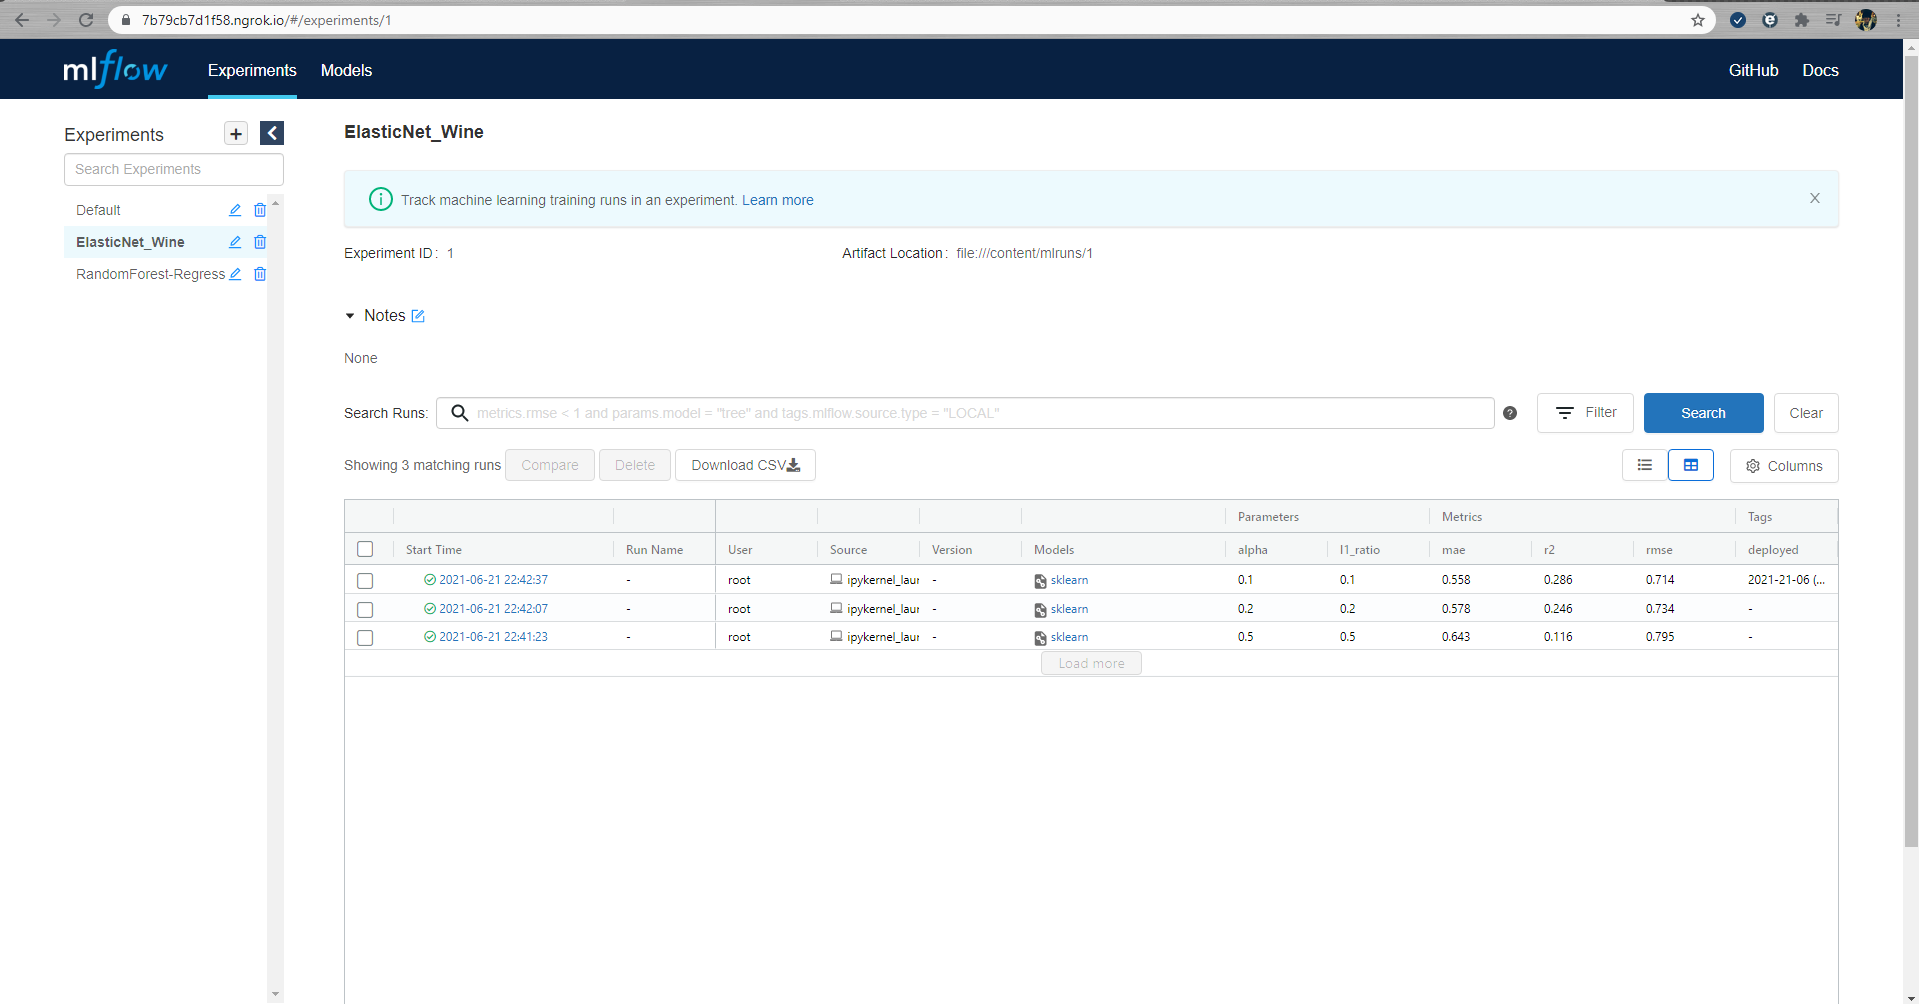 7b79cb7d1f58.ngrok.io/#/experiments/1
mlflow Experiments Models GitHub Docs
Experiments +
Search Experiments
Default
ElasticNet_Wine
RandomForest-Regress
ElasticNet_Wine
Track machine learning training runs in an experiment. Learn more
Experiment ID: 1 Artifact Location: file:///content/mlruns/1
Notes
None
Search Runs: metrics.rmse < 1 and params.model = "tree" and tags.mlflow.source.type = "LOCAL" ? Filter Search Clear
Showing 3 matching runs Compare Delete Download CSV Columns
Parameters Metrics Tags
Start Time Run Name User Source Version Models alpha l1_ratio mae r2 rmse deployed
2021-06-21 22:42:37 - root ipykernel_laur - sklearn 0.1 0.1 0.558 0.286 0.714 2021-21-06 (...
2021-06-21 22:42:07 - root ipykernel_laur - sklearn 0.2 0.2 0.578 0.246 0.734 -
2021-06-21 22:41:23 - root ipykernel_laur - sklearn 0.5 0.5 0.643 0.116 0.795 -
Load more